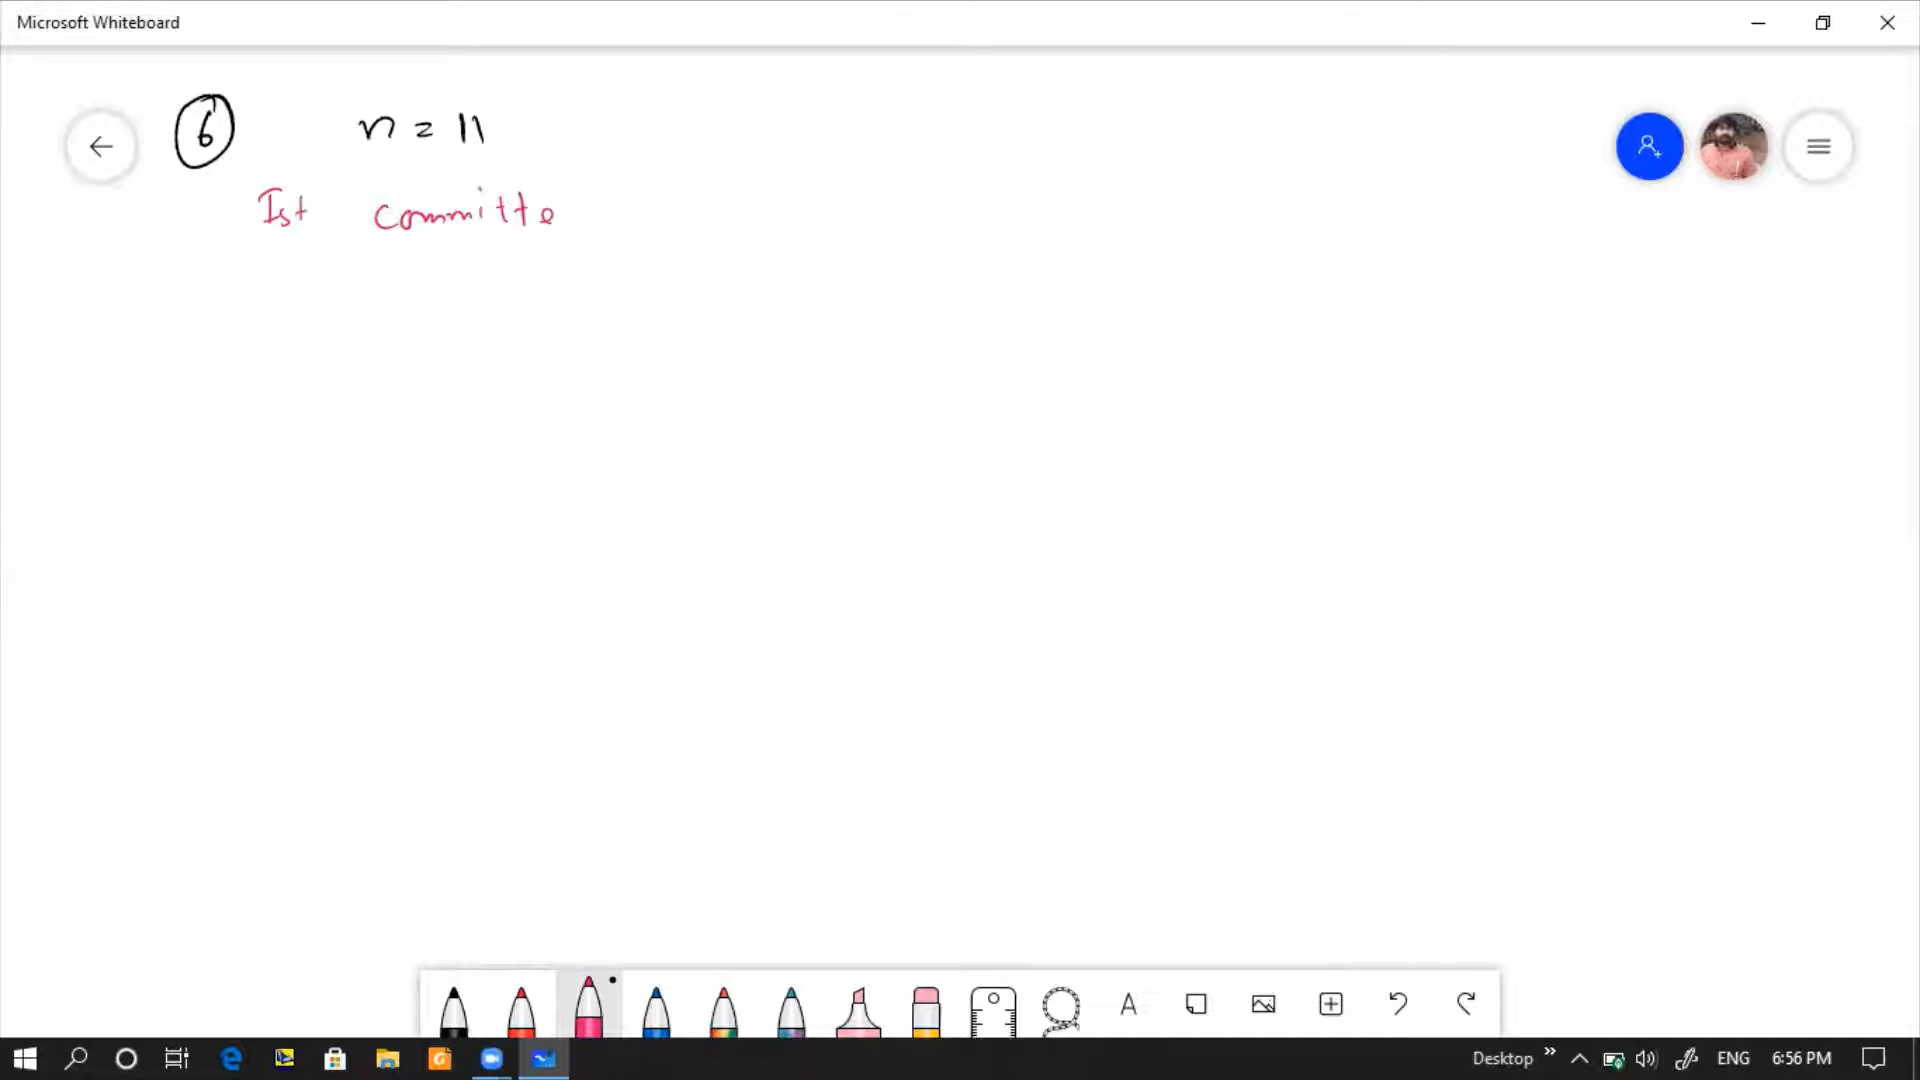 Microsoft Whiteboard
6 n = 11
Ist committe
A
Desktop » ENG 6:56 PM